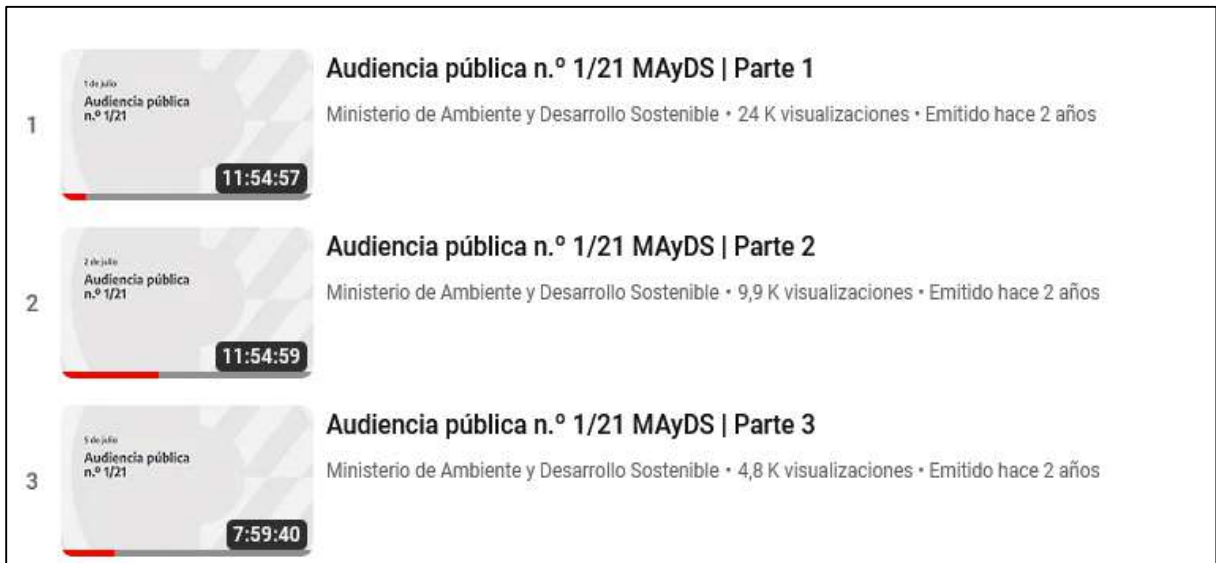 1
1 de julio
Audiencia pública
n.º 1/21
11:54:57
Audiencia pública n.º 1/21 MAyDS | Parte 1
Ministerio de Ambiente y Desarrollo Sostenible • 24 K visualizaciones • Emitido hace 2 años
2
2 de julio
Audiencia pública
n.º 1/21
11:54:59
Audiencia pública n.º 1/21 MAyDS | Parte 2
Ministerio de Ambiente y Desarrollo Sostenible • 9,9 K visualizaciones • Emitido hace 2 años
3
5 de julio
Audiencia pública
n.º 1/21
7:59:40
Audiencia pública n.º 1/21 MAyDS | Parte 3
Ministerio de Ambiente y Desarrollo Sostenible • 4,8 K visualizaciones • Emitido hace 2 años